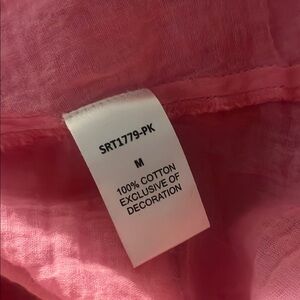 SRT1779-PK
M
100% COTTON
EXCLUSIVE OF
DECORATION